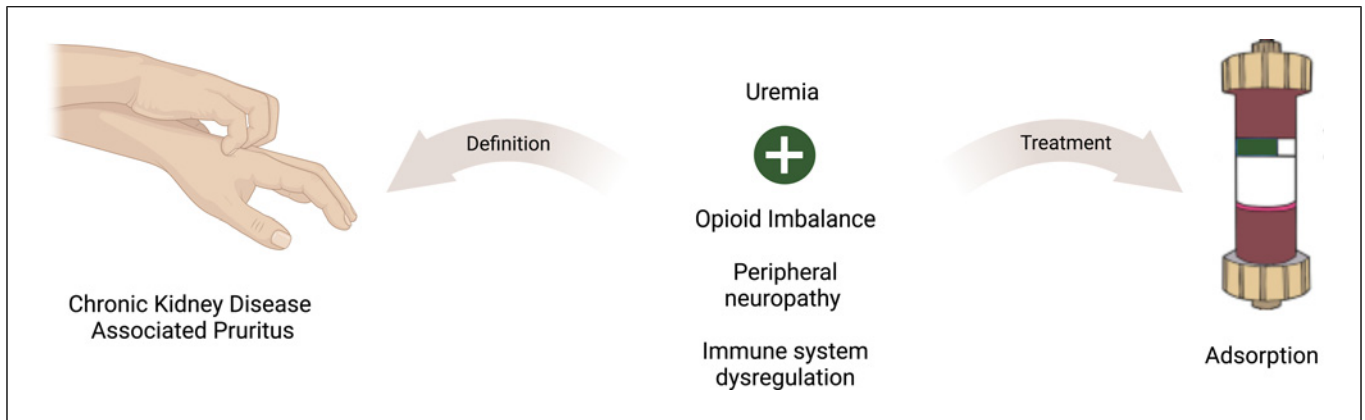 Chronic Kidney Disease
Associated Pruritus
Definition
Uremia
Opioid Imbalance
Peripheral
neuropathy
Immune system
dysregulation
Treatment
Adsorption